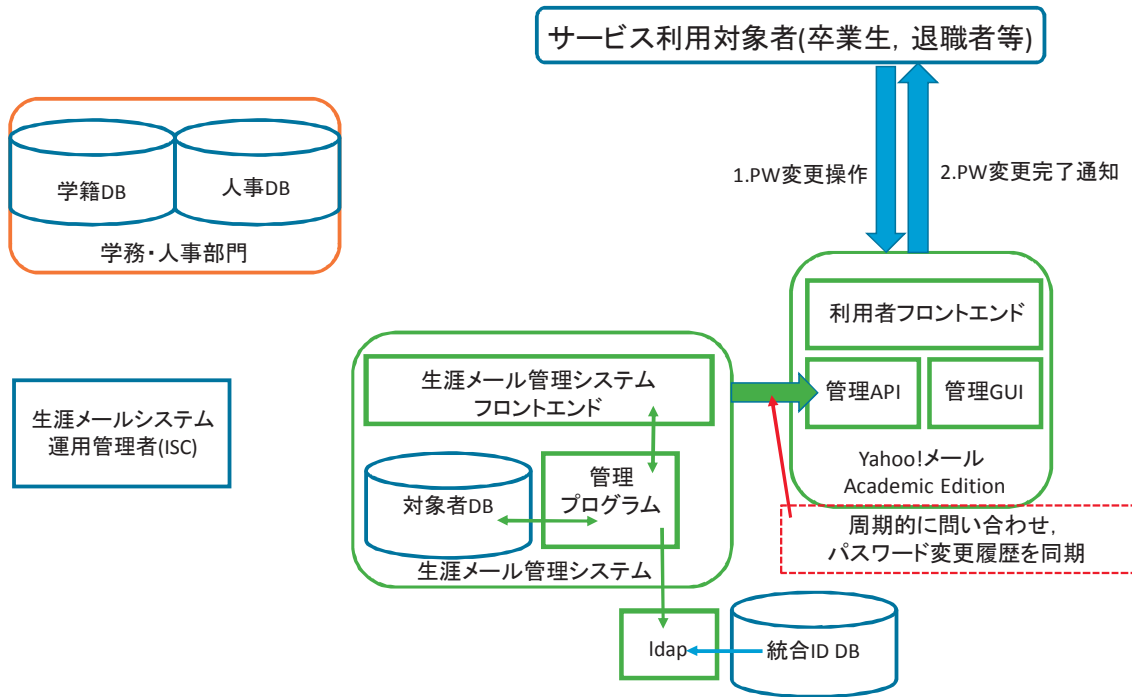 サービス利用対象者(卒業生，退職者等)
学籍DB
人事DB
学務・人事部門
1.PW変更操作
2.PW変更完了通知
利用者フロントエンド
管理API
管理GUI
Yahoo!メール
Academic Edition
生涯メール管理システム
フロントエンド
生涯メールシステム
運用管理者(ISC)
対象者DB
管理
プログラム
生涯メール管理システム
周期的に問い合わせ，
パスワード変更履歴を同期
ldap
統合ID DB